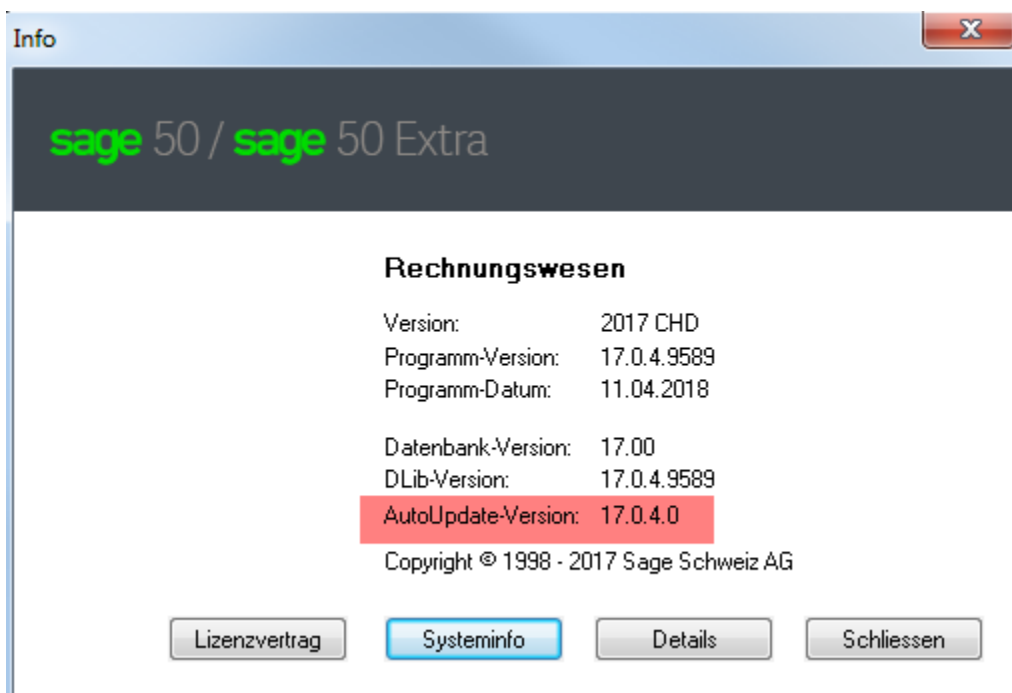 Info
x
sage 50 / sage 50 Extra
Rechnungswesen
Version: 2017 CHD
Programm-Version: 17.0.4.9589
Programm-Datum: 11.04.2018
Datenbank-Version: 17.00
DLib-Version: 17.0.4.9589
AutoUpdate-Version: 17.0.4.0
Copyright © 1998 - 2017 Sage Schweiz AG
Lizenzvertrag Systeminfo Details Schliessen